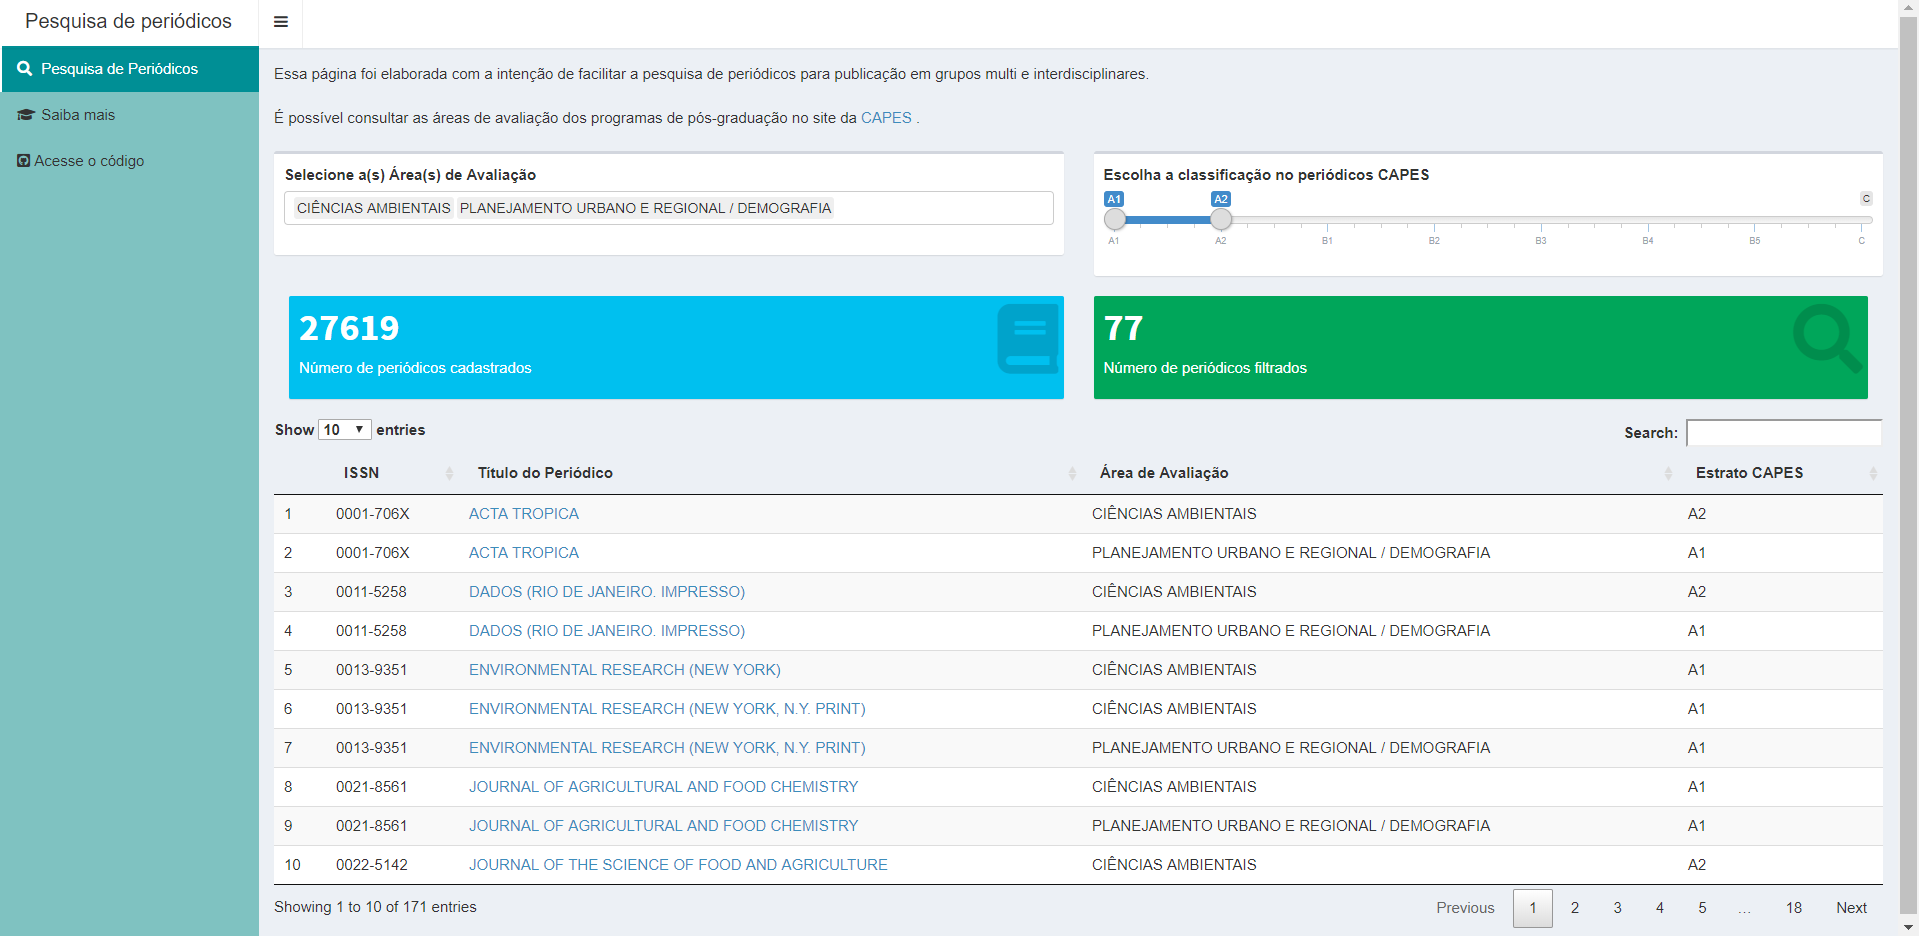 Pesquisa de periódicos
Pesquisa de Periódicos
Saiba mais
Acesse o código
Essa página foi elaborada com a intenção de facilitar a pesquisa de periódicos para publicação em grupos multi e interdisciplinares.
É possível consultar as áreas de avaliação dos programas de pós-graduação no site da CAPES .
Selecione a(s) Área(s) de Avaliação
CIÊNCIAS AMBIENTAIS PLANEJAMENTO URBANO E REGIONAL / DEMOGRAFIA
Escolha a classificação no periódicos CAPES
A1 A2 C
A1 A2 B1 B2 B3 B4 B5 C
27619
Número de periódicos cadastrados
77
Número de periódicos filtrados
Show 10 entries
Search:
ISSN Título do Periódico Área de Avaliação Estrato CAPES
1 0001-706X ACTA TROPICA CIÊNCIAS AMBIENTAIS A2
2 0001-706X ACTA TROPICA PLANEJAMENTO URBANO E REGIONAL / DEMOGRAFIA A1
3 0011-5258 DADOS (RIO DE JANEIRO. IMPRESSO) CIÊNCIAS AMBIENTAIS A2
4 0011-5258 DADOS (RIO DE JANEIRO. IMPRESSO) PLANEJAMENTO URBANO E REGIONAL / DEMOGRAFIA A1
5 0013-9351 ENVIRONMENTAL RESEARCH (NEW YORK) CIÊNCIAS AMBIENTAIS A1
6 0013-9351 ENVIRONMENTAL RESEARCH (NEW YORK, N.Y. PRINT) CIÊNCIAS AMBIENTAIS A1
7 0013-9351 ENVIRONMENTAL RESEARCH (NEW YORK, N.Y. PRINT) PLANEJAMENTO URBANO E REGIONAL / DEMOGRAFIA A1
8 0021-8561 JOURNAL OF AGRICULTURAL AND FOOD CHEMISTRY CIÊNCIAS AMBIENTAIS A1
9 0021-8561 JOURNAL OF AGRICULTURAL AND FOOD CHEMISTRY PLANEJAMENTO URBANO E REGIONAL / DEMOGRAFIA A1
10 0022-5142 JOURNAL OF THE SCIENCE OF FOOD AND AGRICULTURE CIÊNCIAS AMBIENTAIS A2
Showing 1 to 10 of 171 entries
Previous 1 2 3 4 5 … 18 Next